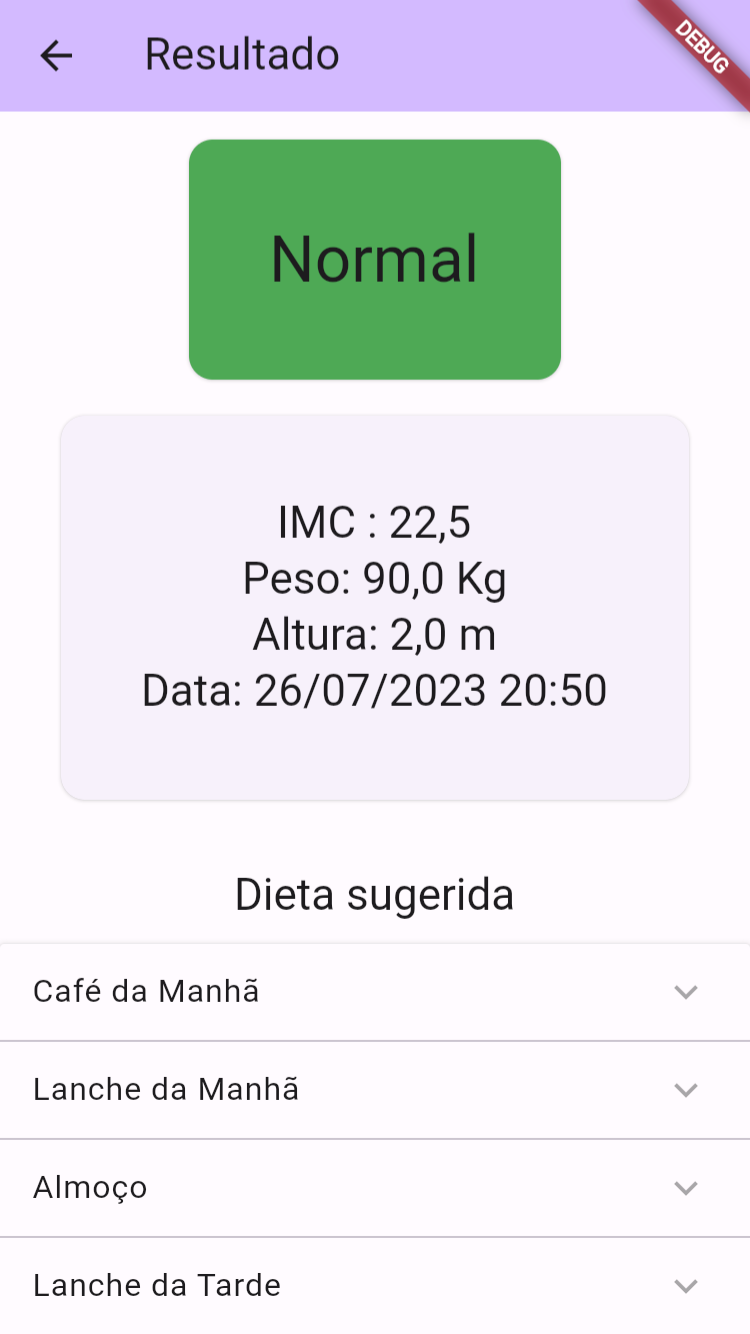 Resultado
DEBUG
Normal
IMC : 22,5
Peso: 90,0 Kg
Altura: 2,0 m
Data: 26/07/2023 20:50
Dieta sugerida
Café da Manhã
Lanche da Manhã
Almoço
Lanche da Tarde